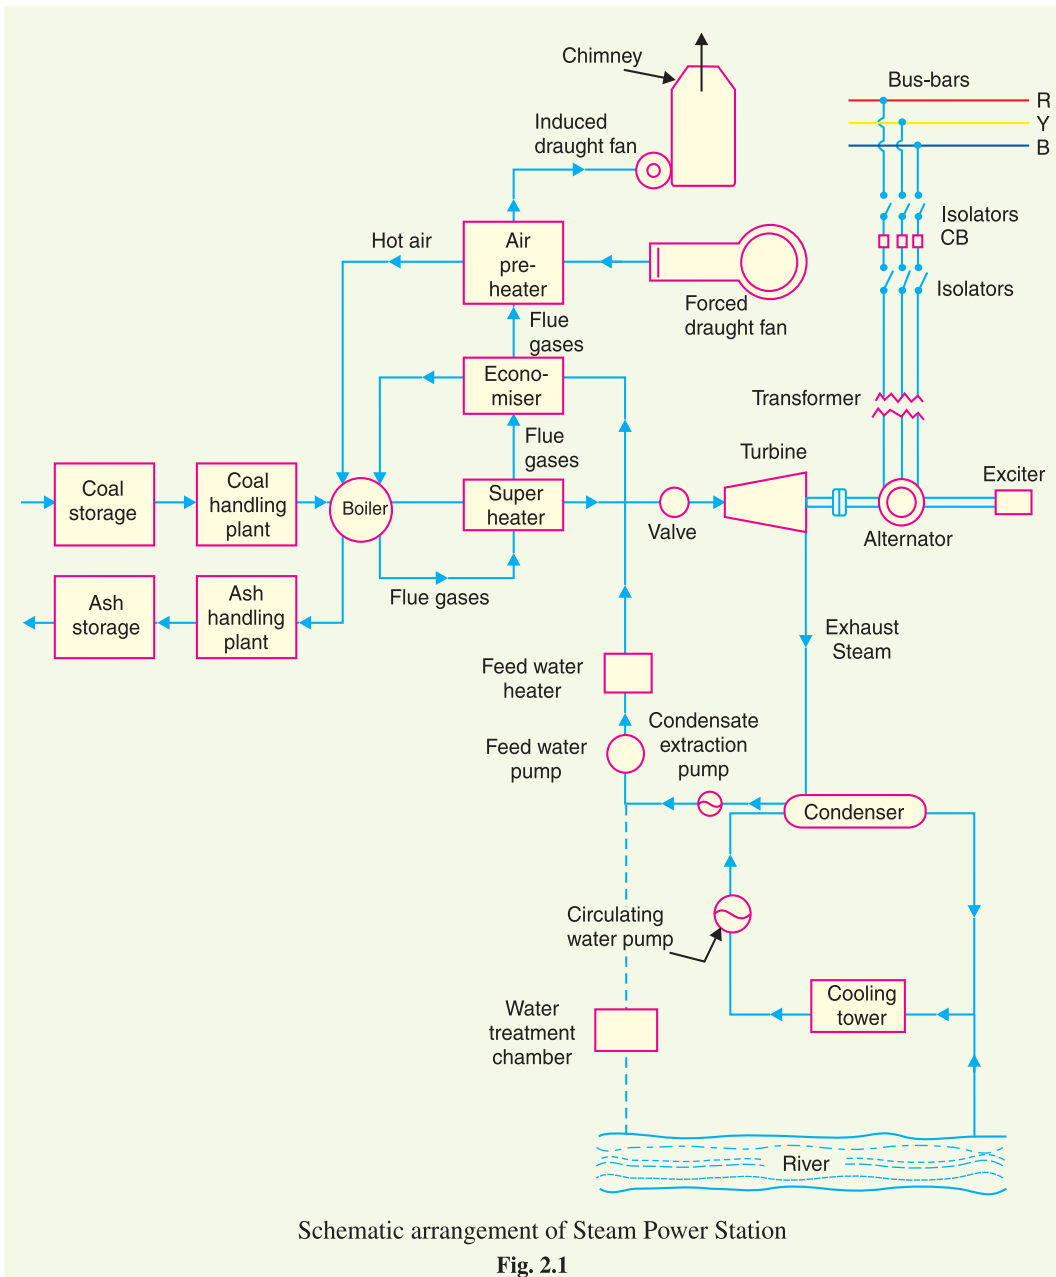 Chimney
Bus-bars
R
Y
B
Induced
draught fan
Isolators
CB
Isolators
Hot air
Air
pre-
heater
Forced
draught fan
Flue
gases
Econo-
miser
Transformer
Flue
gases
Turbine
Exciter
Coal
storage
Coal
handling
plant
Boiler
Super
heater
Valve
Alternator
Flue gases
Ash
storage
Ash
handling
plant
Exhaust
Steam
Feed water
heater
Feed water
pump
Condensate
extraction
pump
Condenser
Circulating
water pump
Cooling
tower
Water
treatment
chamber
River
Schematic arrangement of Steam Power Station
Fig. 2.1